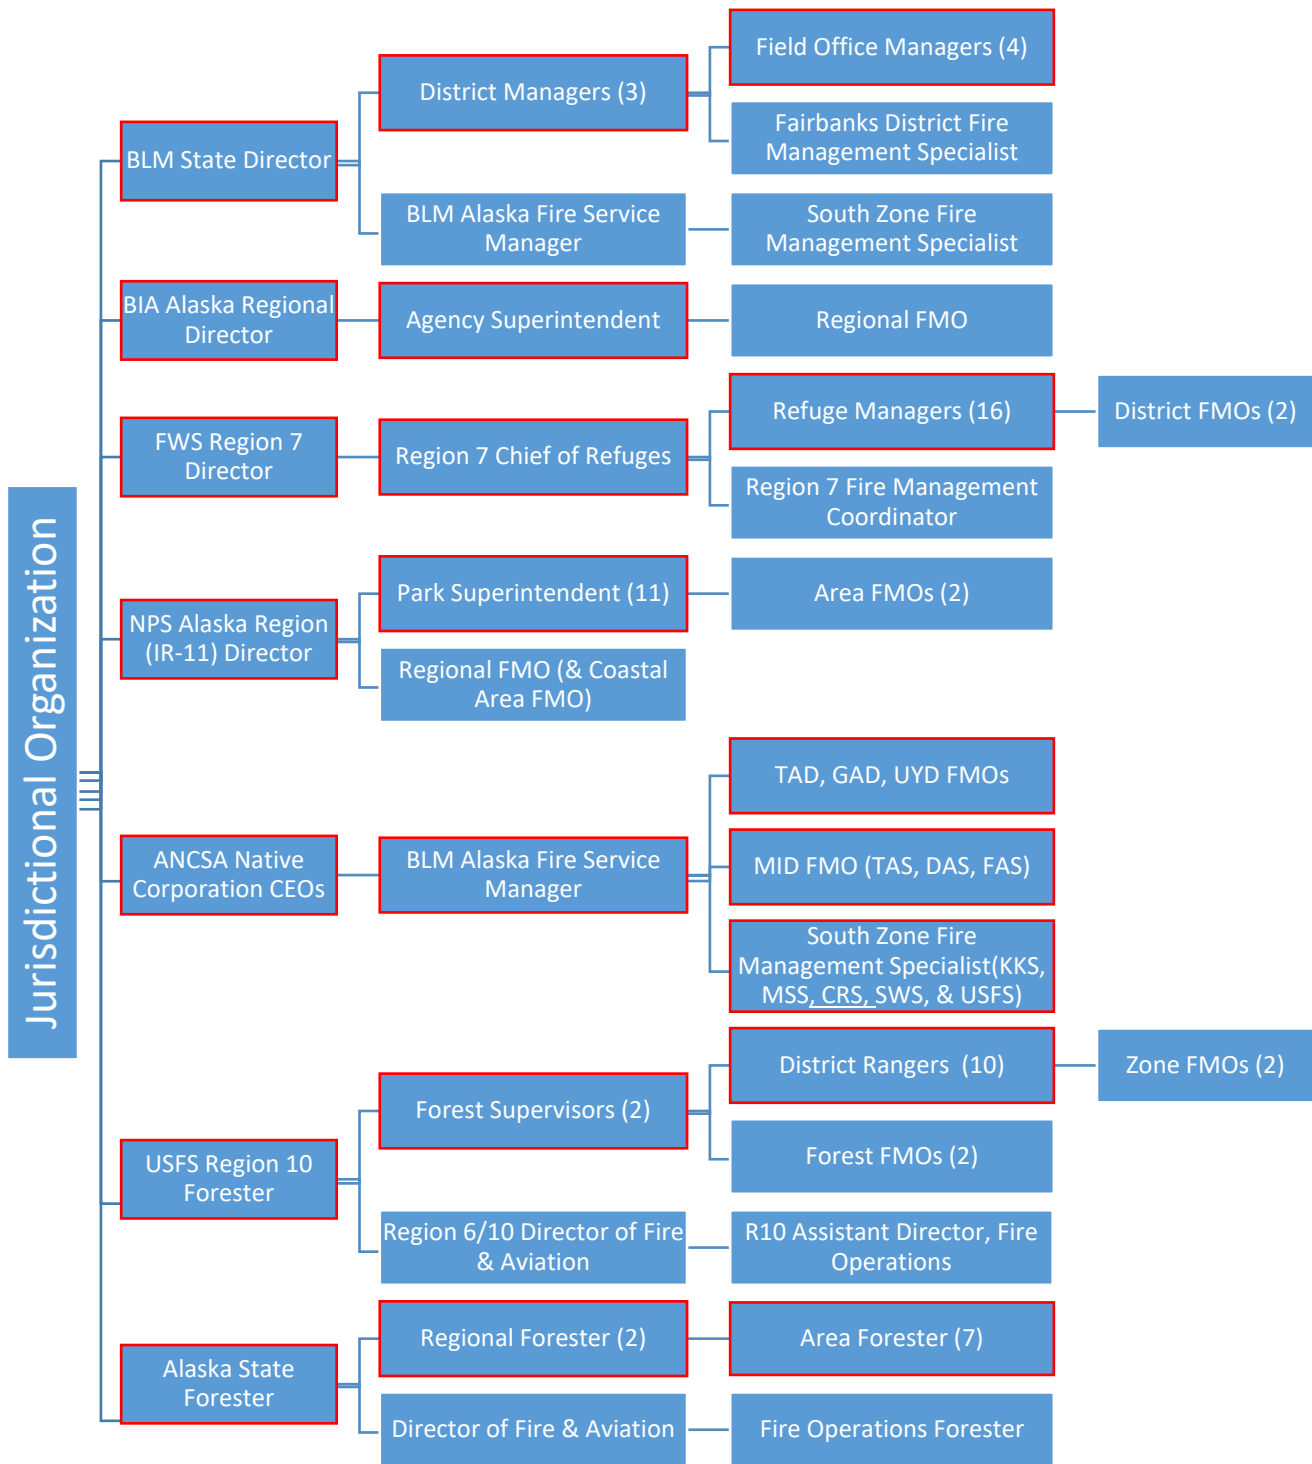 Jurisdictional Organization
BLM State Director
District Managers (3)
Field Office Managers (4)
Fairbanks District Fire
Management Specialist
BLM Alaska Fire Service
Manager
South Zone Fire
Management Specialist
BIA Alaska Regional
Director
Agency Superintendent
Regional FMO
FWS Region 7
Director
Region 7 Chief of Refuges
Refuge Managers (16)
District FMOs (2)
Region 7 Fire Management
Coordinator
NPS Alaska Region
(IR-11) Director
Park Superintendent (11)
Area FMOs (2)
Regional FMO (& Coastal
Area FMO)
ANCSA Native
Corporation CEOs
BLM Alaska Fire Service
Manager
TAD, GAD, UYD FMOs
MID FMO (TAS, DAS, FAS)
South Zone Fire
Management Specialist(KKS,
MSS, CRS, SWS, & USFS)
USFS Region 10
Forester
Forest Supervisors (2)
District Rangers (10)
Zone FMOs (2)
Forest FMOs (2)
Region 6/10 Director of Fire
& Aviation
R10 Assistant Director, Fire
Operations
Alaska State
Forester
Regional Forester (2)
Area Forester (7)
Director of Fire & Aviation
Fire Operations Forester